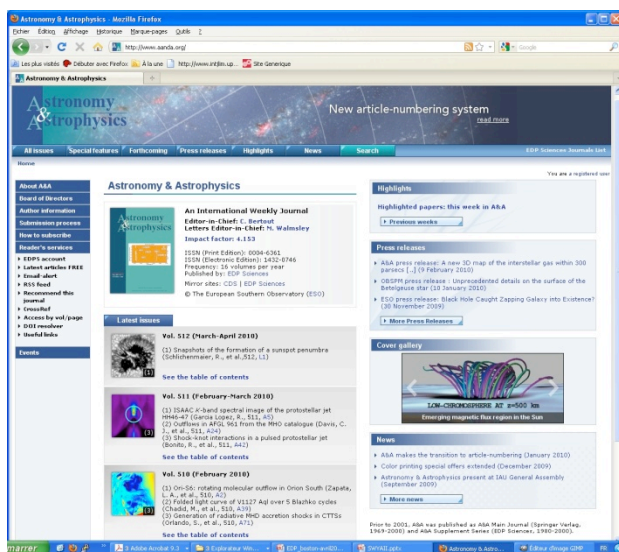 Astronomy & Astrophysics - Mozilla Firefox
Fichier Édition Affichage Historique Marque-pages Outils ?
http://www.aanda.org/
Google
Les plus visités Débuter avec Firefox À la une http://www.intjlm.up... Site Generique
Astronomy & Astrophysics
Astronomy & Astrophysics
New article-numbering system
read more
All issues Special features Forthcoming Press releases Highlights News Search EDP Sciences Journals List
Home
You are a registered user
About A&A
Board of Directors
Author information
Submission process
How to subscribe
Reader's services
EDPS account
Latest articles FREE
Email alert
RSS feed
Recommend this journal
CrossRef
Access by vol/page
DOI resolver
Useful links
Events
Astronomy & Astrophysics
Astronomy & Astrophysics
An International Weekly Journal
Editor-in-Chief: C. Bertout
Letters Editor-in-Chief: M. Walmsley
Impact factor: 4.153
ISSN (Print Edition): 0004-6361
ISSN (Electronic Edition): 1432-0746
Frequency: 16 volumes per year
Published by: EDP Sciences
Mirror sites: CDS | EDP Sciences
© The European Southern Observatory (ESO)
Latest issues
Vol. 512 (March-April 2010)
(1) Snapshots of the formation of a sunspot penumbra
(Schlichenmaier, R., et al.,512, L1)
(1)
See the table of contents
Vol. 511 (February-March 2010)
(1) ISAAC K-band spectral image of the protostellar jet
HH46-47 (Garcia Lopez, R., 511, A5)
(2) Outflows in AFGL 961 from the MHO catalogue (Davis, C.
J., et al., 511, A24)
(3) Shock-knot interactions in a pulsed protostellar jet
(Bonito, R., et al., 511, A42)
(3)
See the table of contents
Vol. 510 (February 2010)
(1) Ori-S6: rotating molecular outflow in Orion South (Zapata,
L. A., et al., 510, A2)
(2) Folded light curve of V1127 Aql over 5 Blazhko cycles
(Chadid, M., et al., 510, A39)
(3) Generation of radiative MHD accretion shocks in CTTSs
(Orlando, S., et al., 510, A71)
(2)
See the table of contents
Highlights
Highlighted papers: this week in A&A
Previous weeks
Press releases
A&A press release: A new 3D map of the interstellar gas within 300
parsecs [..] (9 February 2010)
OBSPM press release : Unprecedented details on the surface of the
Betelgeuse star (18 January 2010)
ESO press release: Black Hole Caught Zapping Galaxy into Existence?
(30 November 2009)
More Press Releases
Cover gallery
LOW-CHROMOSPHERE AT z=500 km
Emerging magnetic flux region in the Sun
News
A&A makes the transition to article-numbering (January 2010)
Color printing special offers extended (December 2009)
Astronomy & Astrophysics present at IAU General Assembly
(September 2009)
More news
Prior to 2001, A&A was published as A&A Main Journal (Springer Verlag,
1969-2000) and A&A Supplement Series (EDP Sciences, 1980-2000).
marrer 3 Adobe Acrobat 9.3 3 Explorateur Win... SWYAII.pptx Astronomy & Astro... Éditeur d'image GIMP FR